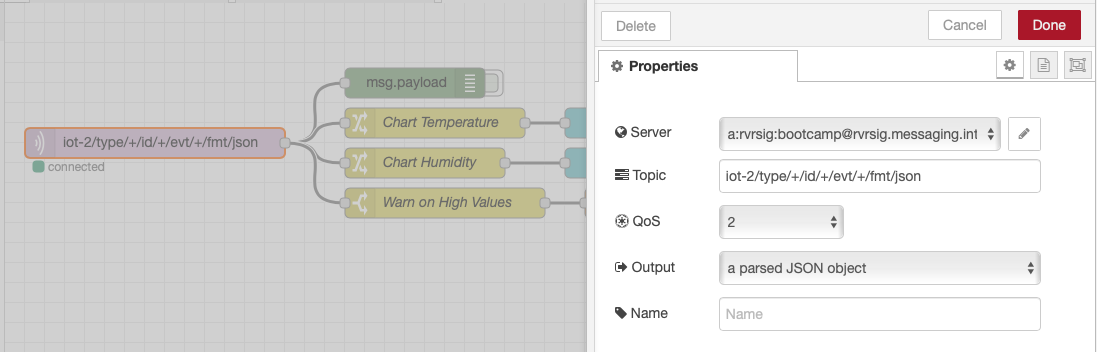 Delete
Cancel
Done
Properties
msg.payload
Chart Temperature
iot-2/type/+/id/+/evt/+/fmt/json
connected
Chart Humidity
Warn on High Values
Server
a:rvrsig:bootcamp@rvrsig.messaging.int
Topic
iot-2/type/+/id/+/evt/+/fmt/json
QoS
2
Output
a parsed JSON object
Name
Name